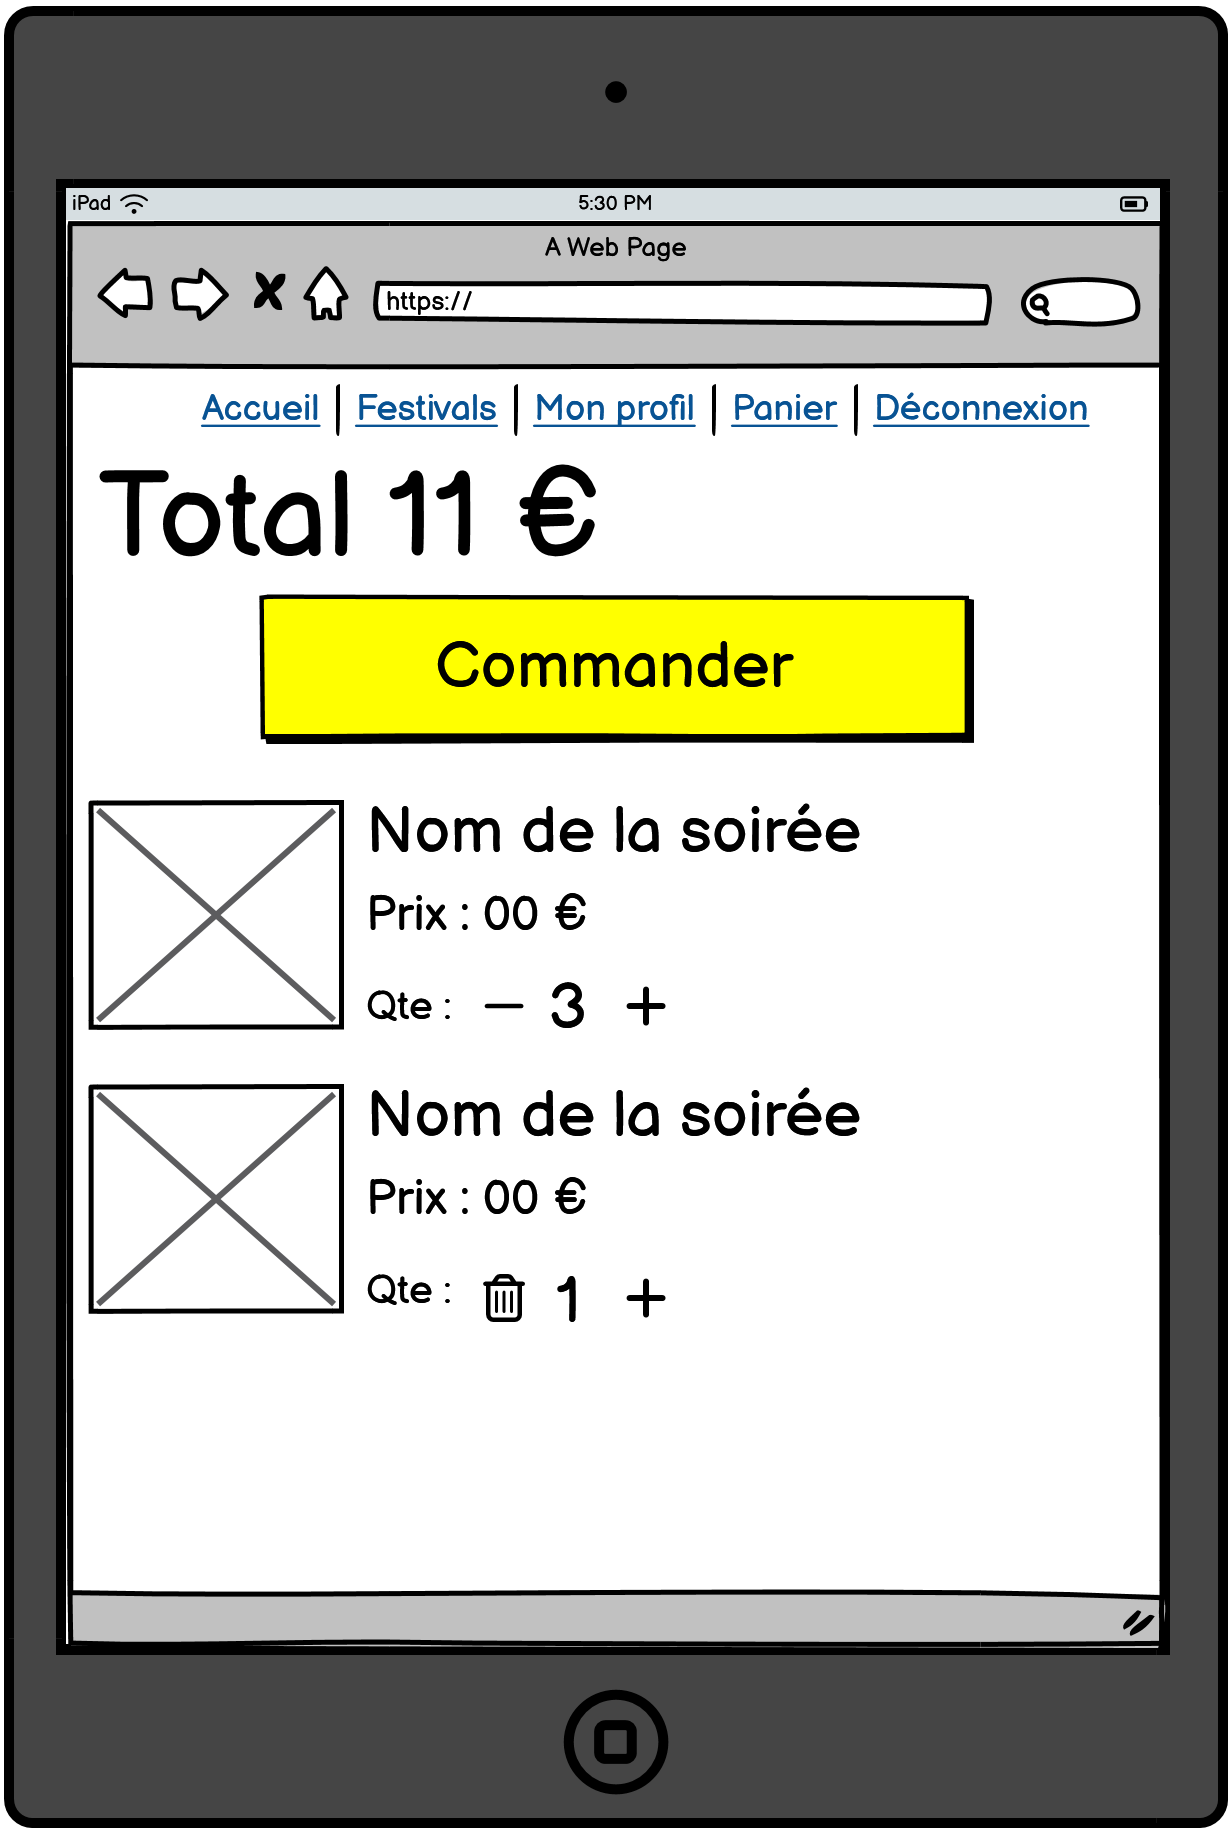 iPad 5:30 PM
A Web Page
https://
Accueil Festivals Mon profil Panier Déconnexion
Total 11 €
Commander
Nom de la soirée
Prix : 00 €
Qte : − 3 +
Nom de la soirée
Prix : 00 €
Qte : 1 +